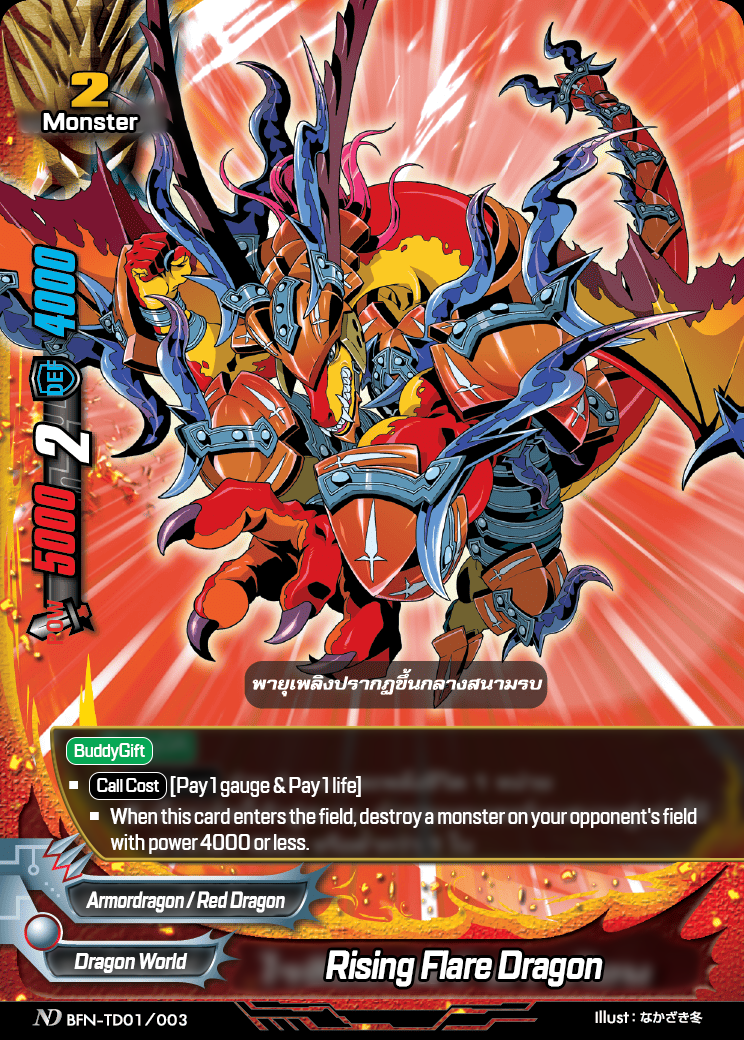 2
Monster
DEF 4000
2
POW 5000
พายุเพลิงปรากฏขึ้นกลางสนามรบ
BuddyGift
■ Call Cost [Pay 1 gauge & Pay 1 life]
■ When this card enters the field, destroy a monster on your opponent's field
with power 4000 or less.
Armordragon / Red Dragon
Dragon World
Rising Flare Dragon
ND BFN-TD01/003
Illust : なかざき冬